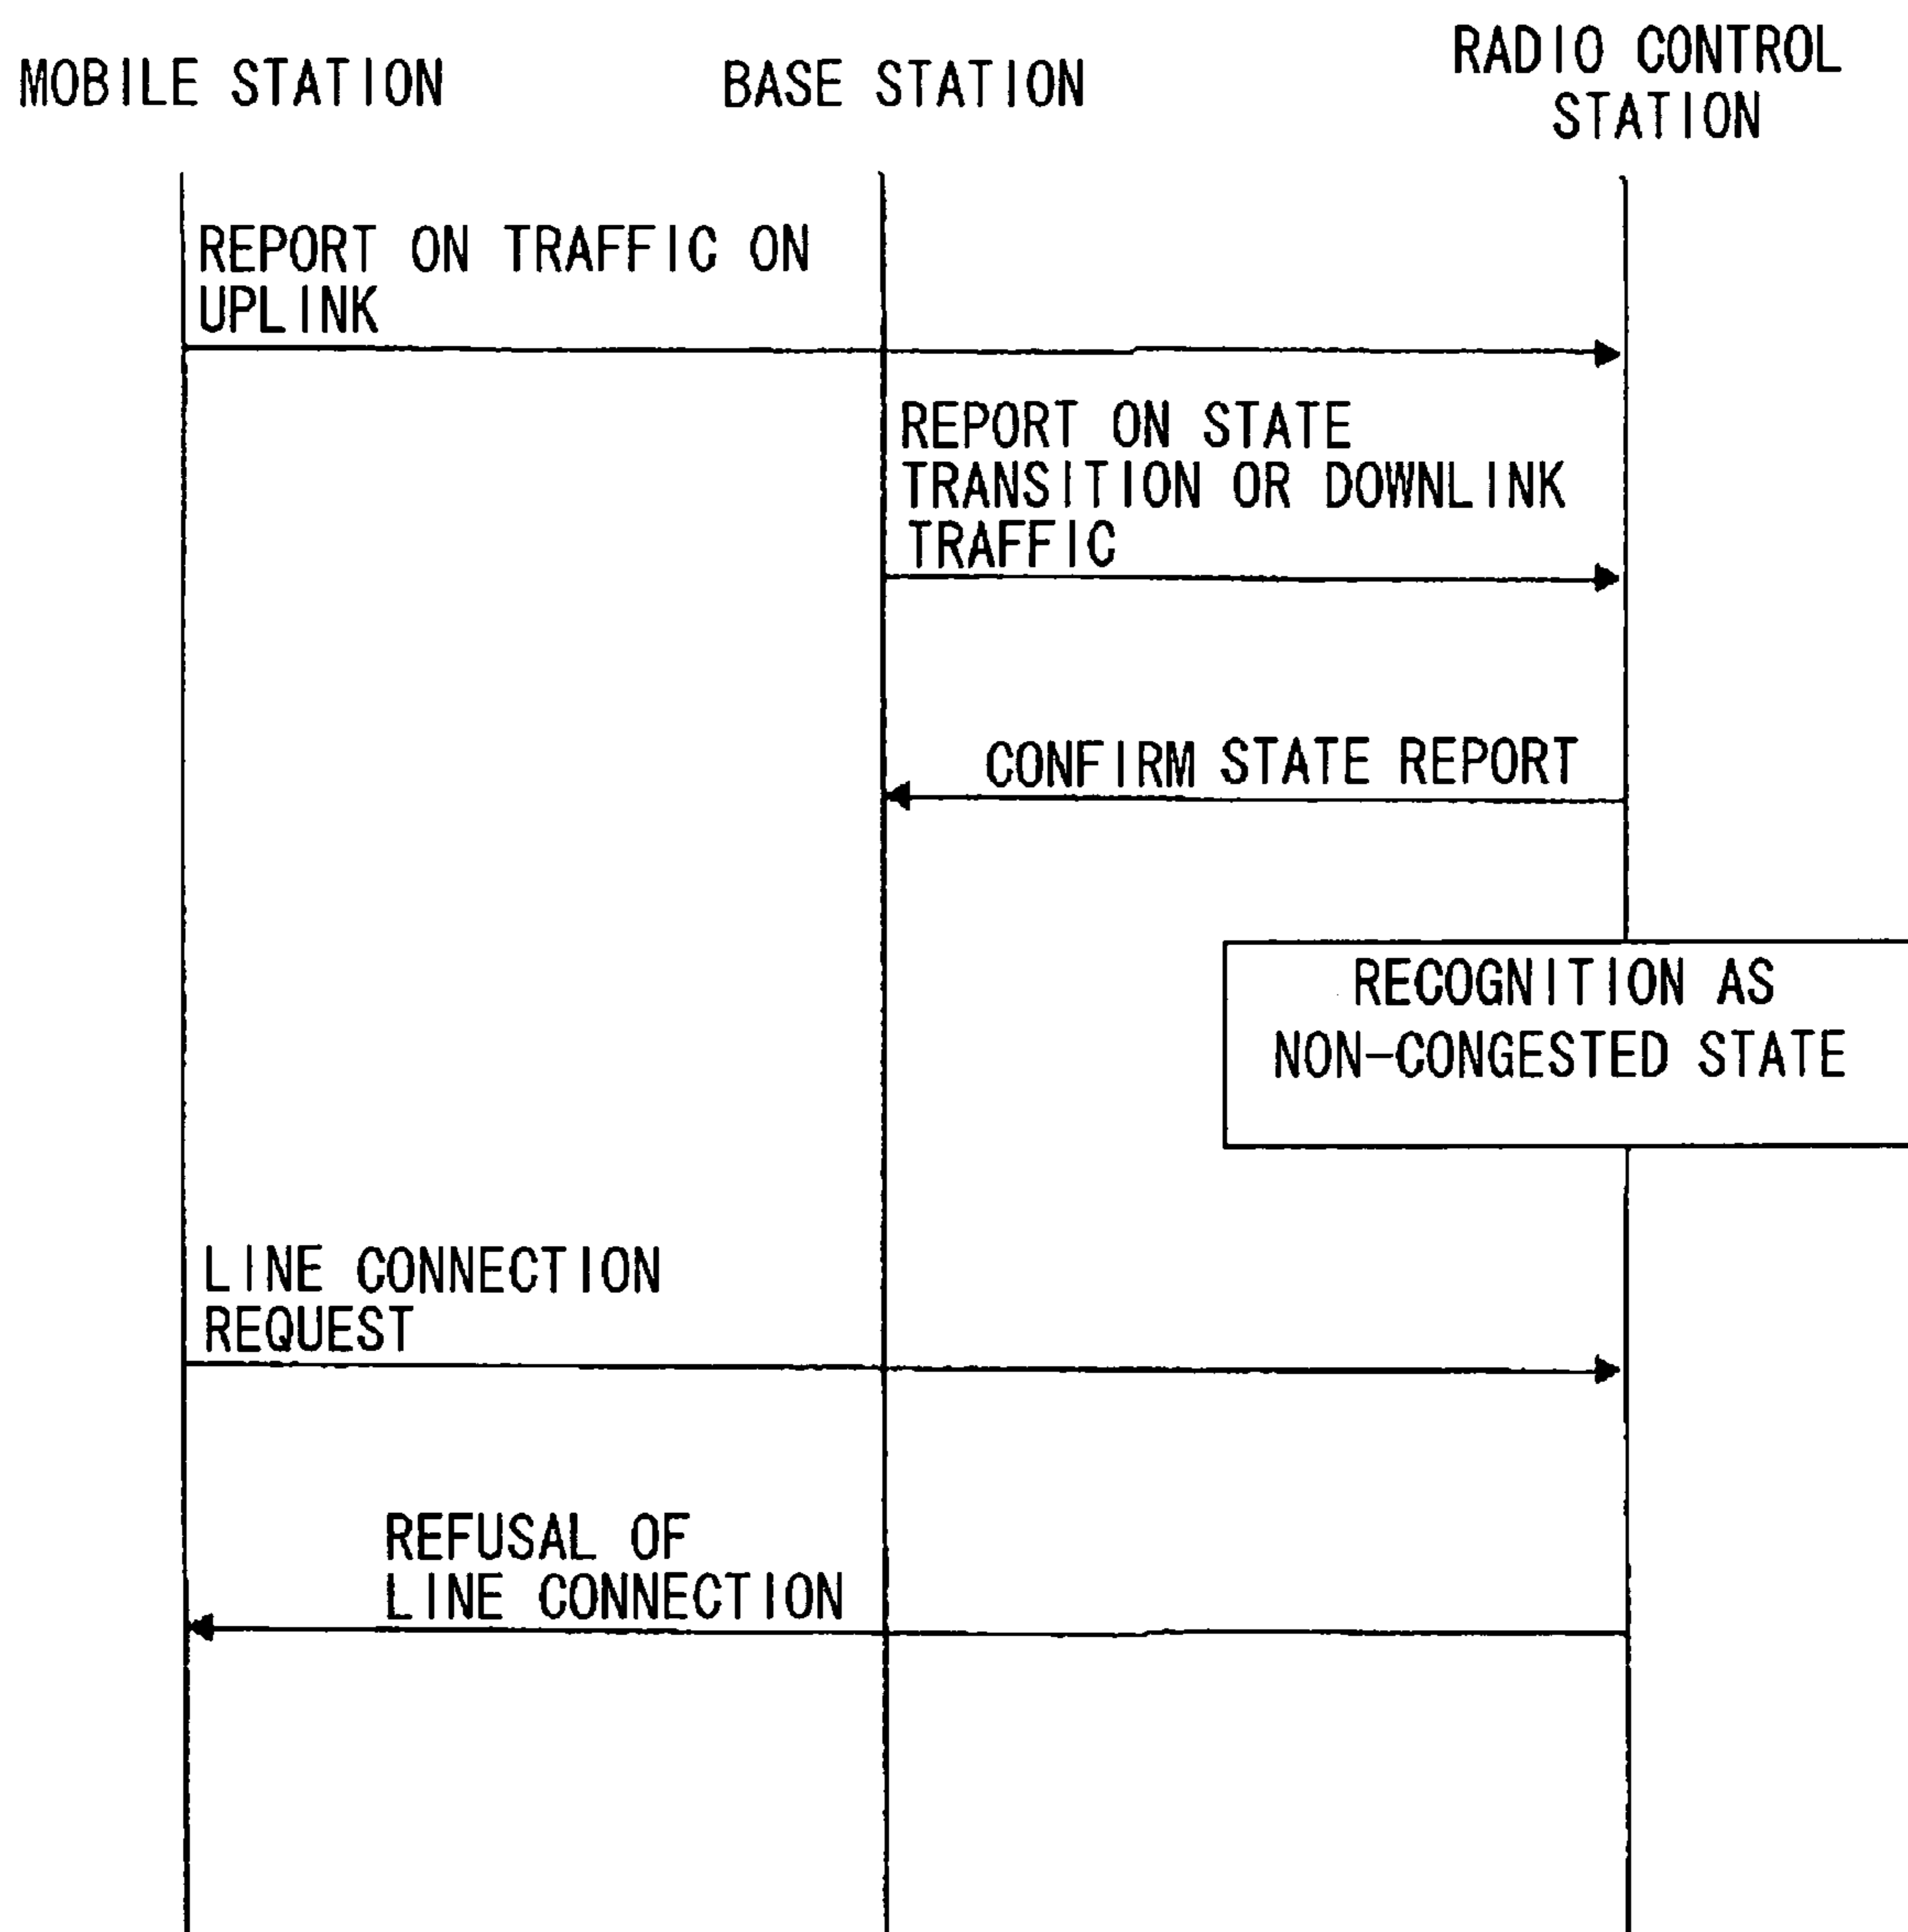 MOBILE STATION
BASE STATION
RADIO CONTROL
STATION
REPORT ON TRAFFIC ON
UPLINK
REPORT ON STATE
TRANSITION OR DOWNLINK
TRAFFIC
CONFIRM STATE REPORT
RECOGNITION AS
NON-CONGESTED STATE
LINE CONNECTION
REQUEST
REFUSAL OF
LINE CONNECTION